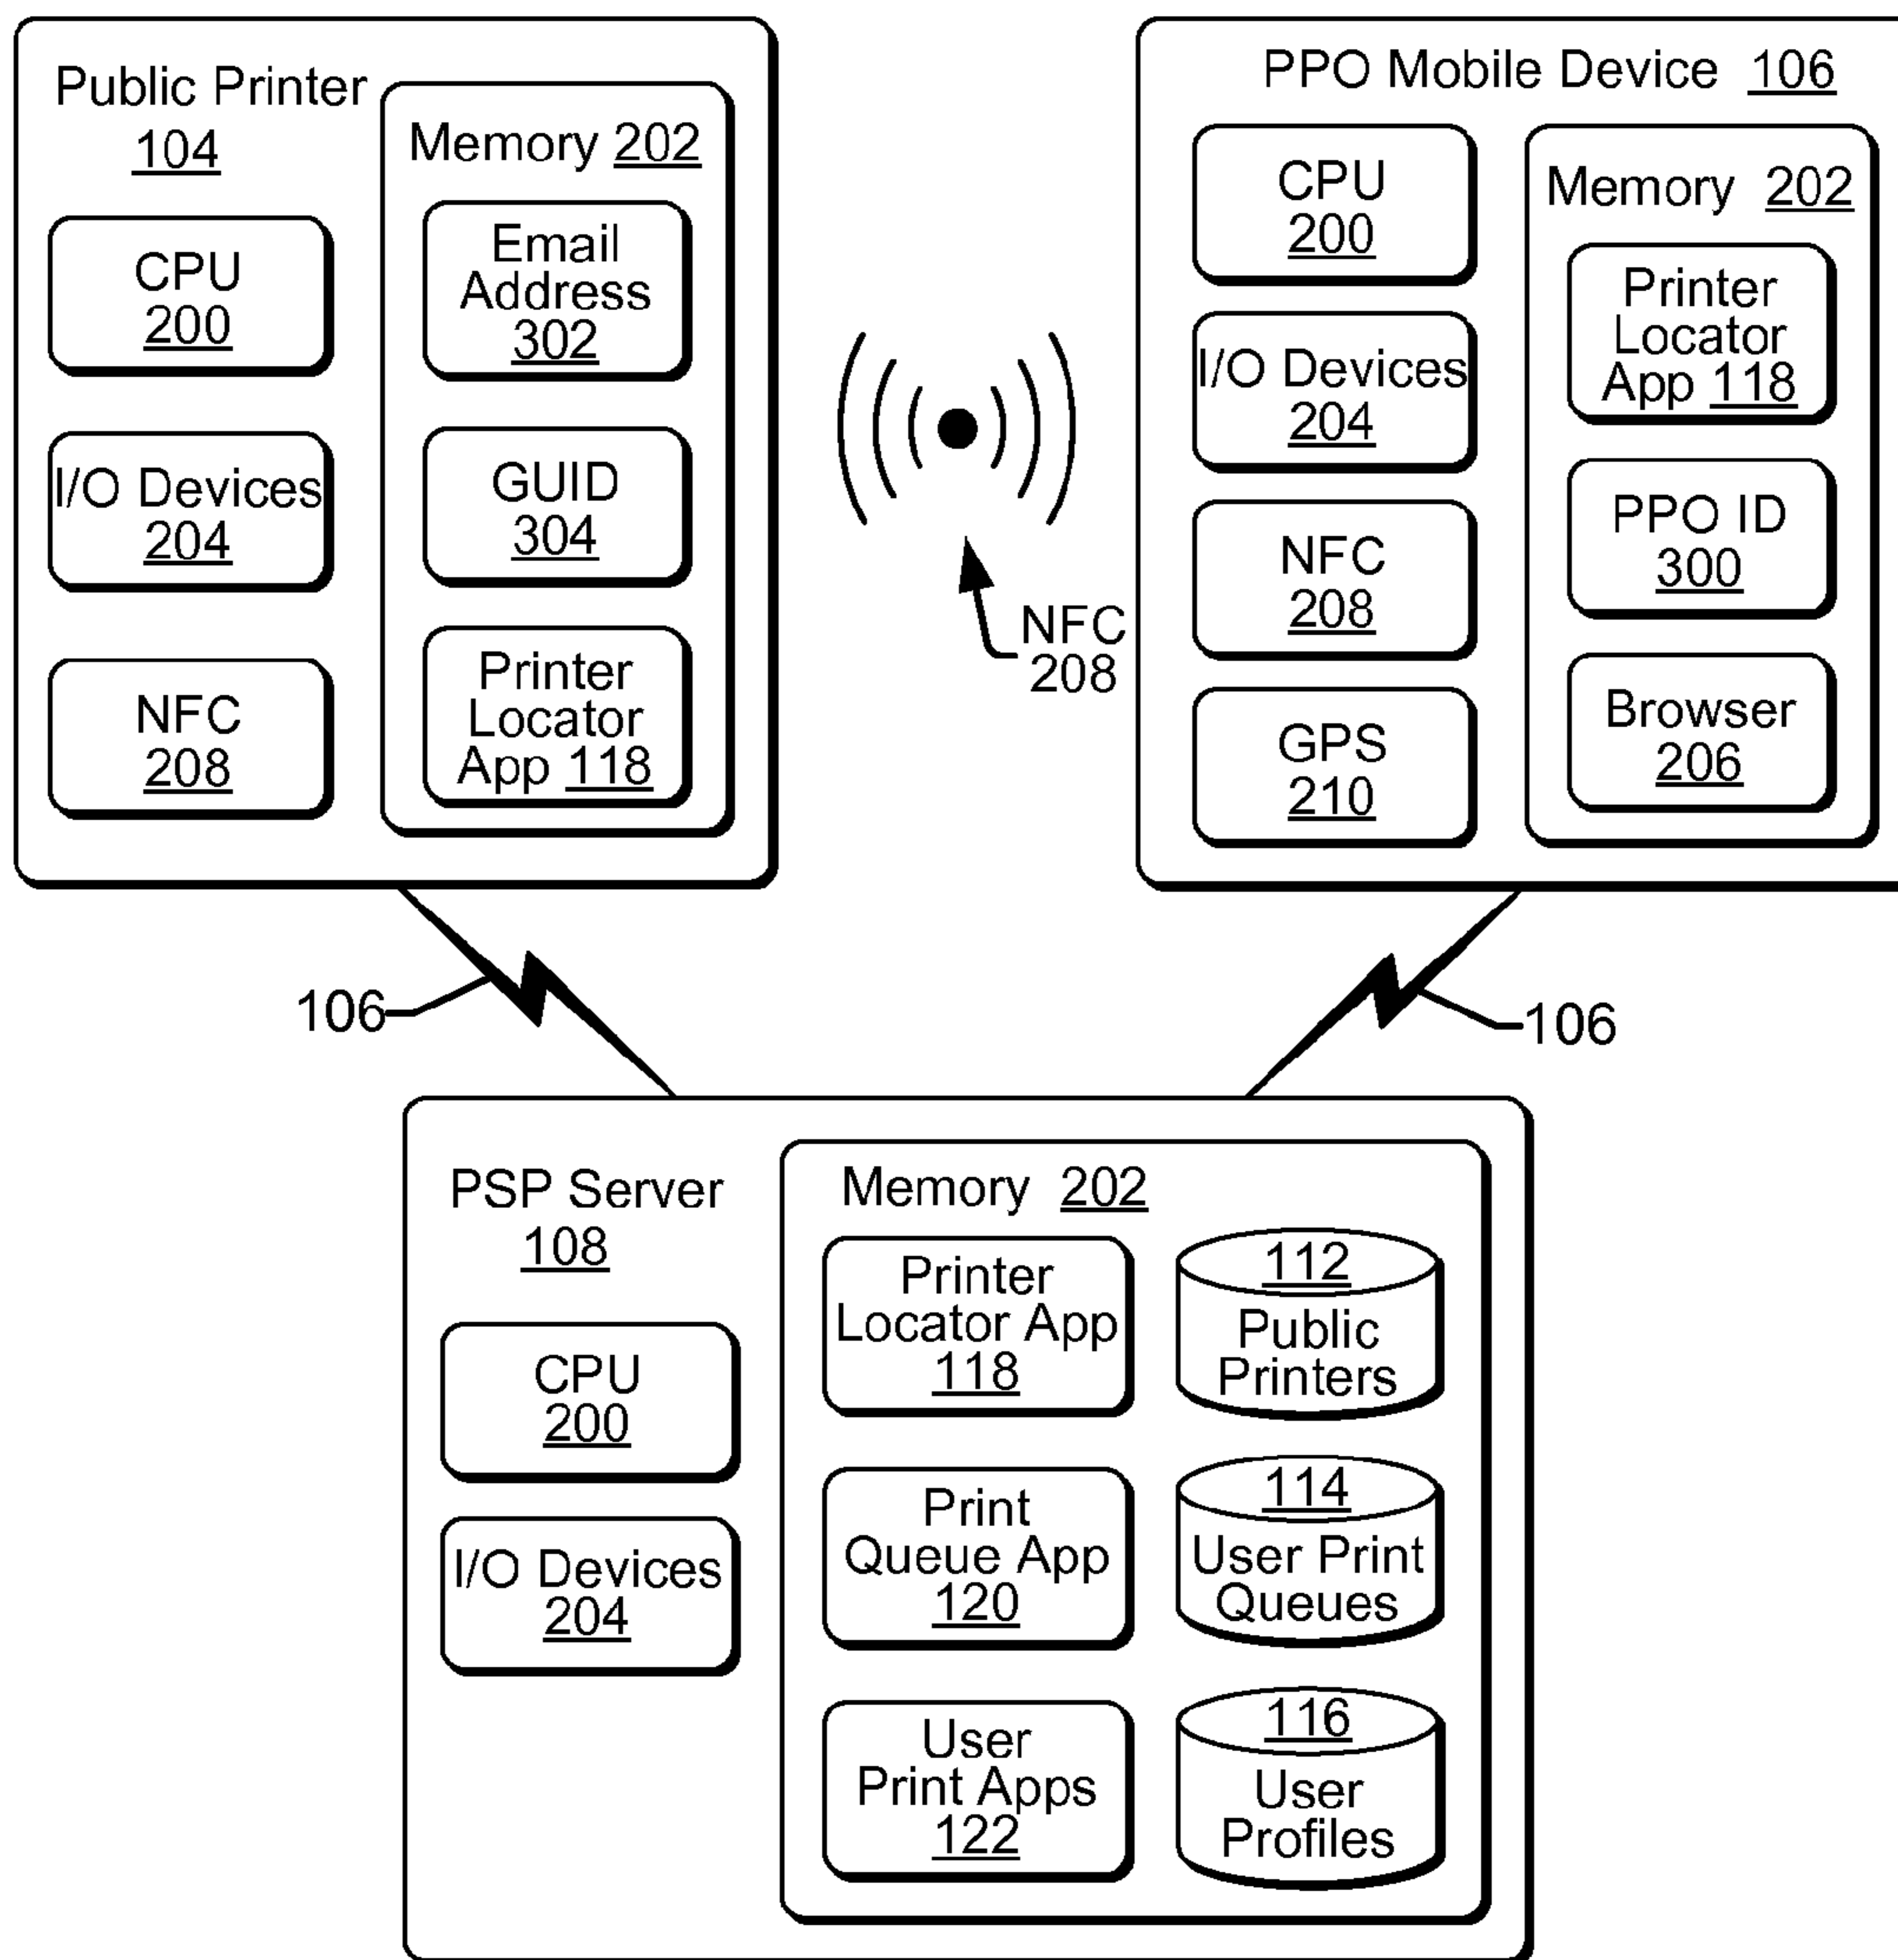 Public Printer
104
CPU
200
I/O Devices
204
NFC
208
Memory 202
Email
Address
302
GUID
304
Printer
Locator
App 118
NFC
208
PPO Mobile Device 106
CPU
200
I/O Devices
204
NFC
208
GPS
210
Memory 202
Printer
Locator
App 118
PPO ID
300
Browser
206
106
106
PSP Server
108
CPU
200
I/O Devices
204
Memory 202
Printer
Locator App
118
112
Public
Printers
Print
Queue App
120
114
User Print
Queues
User
Print Apps
122
116
User
Profiles